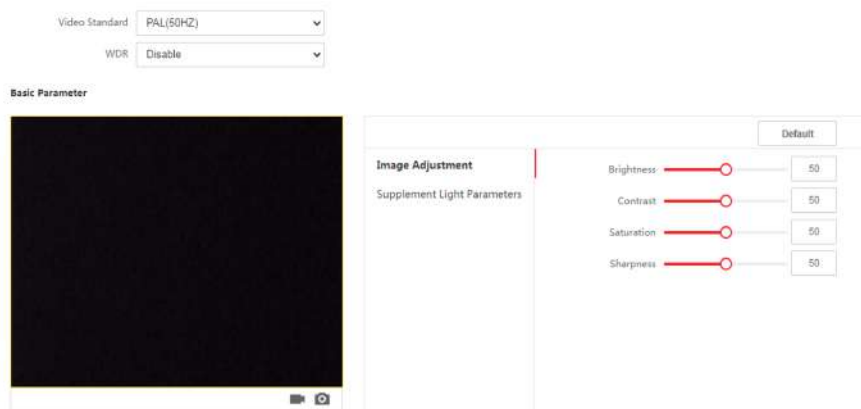 Video Standard PAL(50HZ)
WDR Disable
Basic Parameter
Default
Image Adjustment
Supplement Light Parameters
Brightness 50
Contrast 50
Saturation 50
Sharpness 50